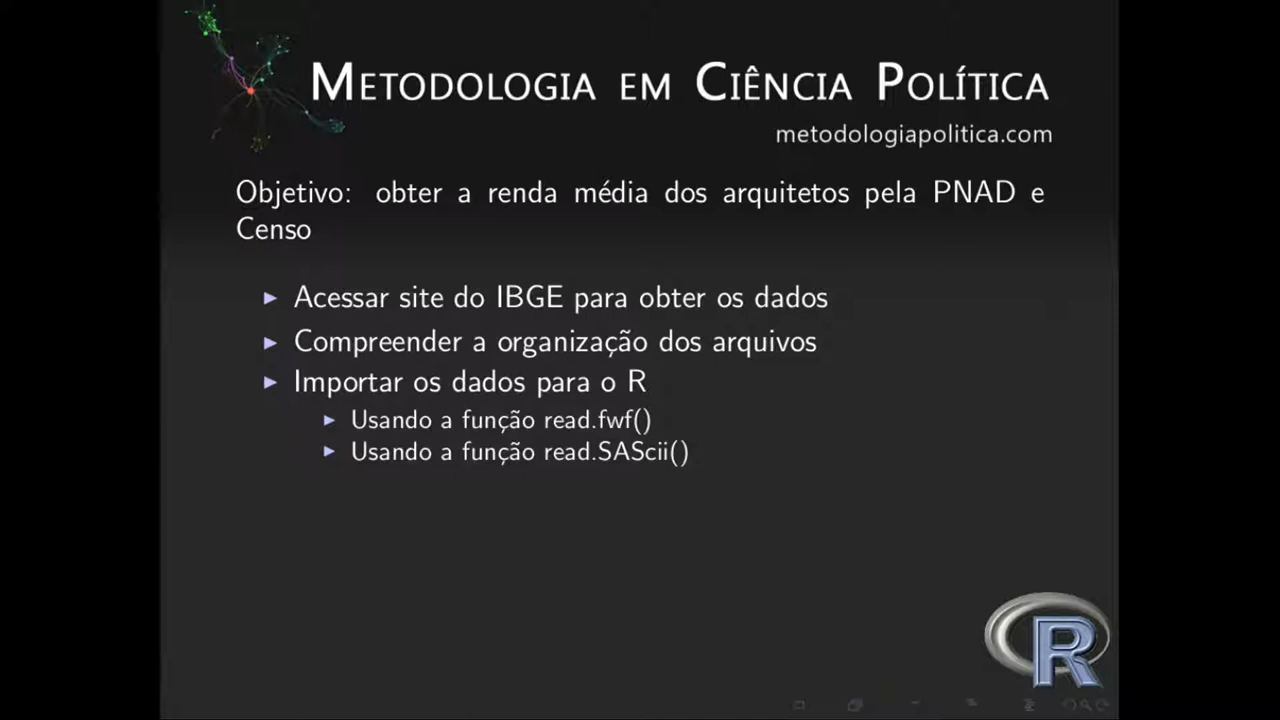 METODOLOGIA EM CIÊNCIA POLÍTICA
metodologiapolitica.com
Objetivo: obter a renda média dos arquitetos pela PNAD e
Censo
Acessar site do IBGE para obter os dados
Compreender a organização dos arquivos
Importar os dados para o R
Usando a função read.fwf()
Usando a função read.SAScii()
R